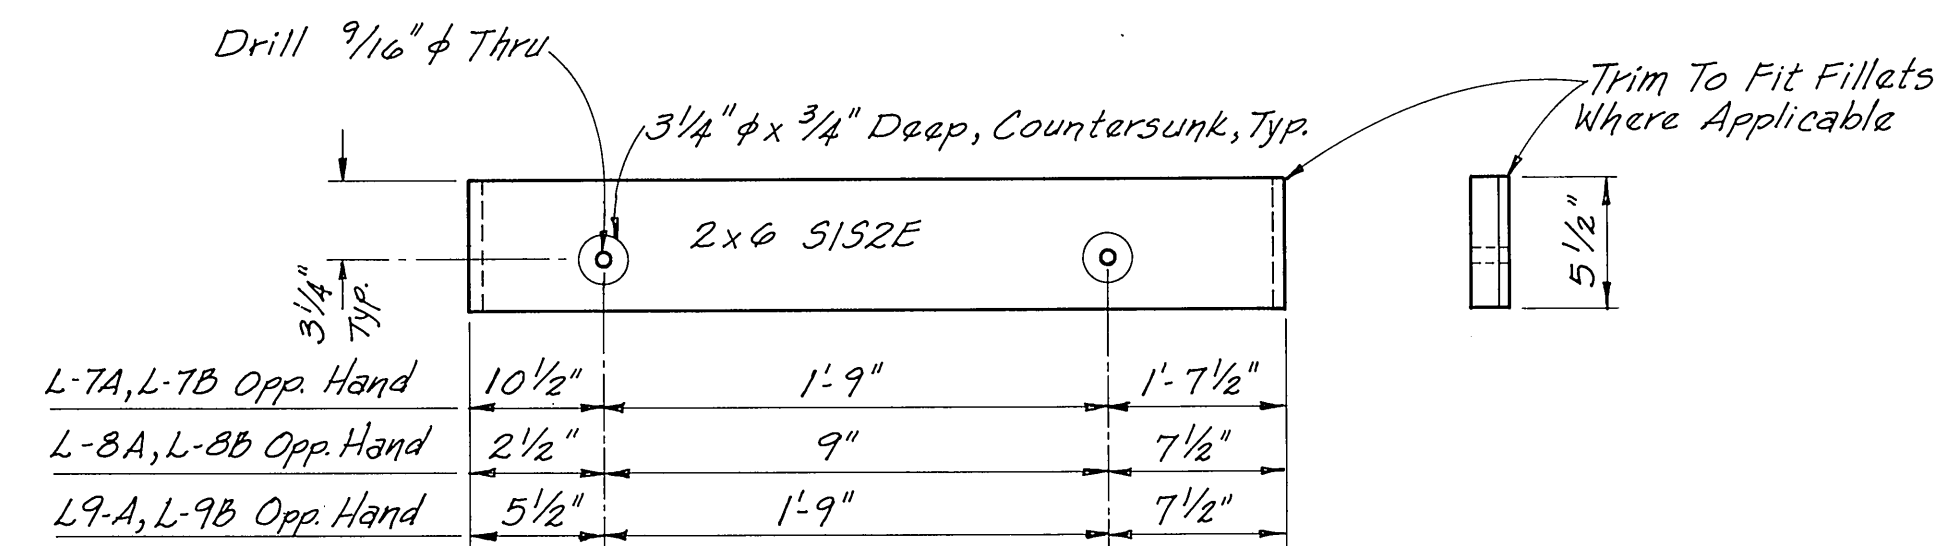 Drill 9/16"ϕ Thru
Trim To Fit Fillets
Where Applicable
3 1/4"ϕ x 3/4" Deep, Countersunk, Typ.
2x6 S1S2E
3 1/4"
Typ.
5 1/2"
L-7A, L-7B Opp. Hand 10 1/2" 1'-9" 1'-7 1/2"
L-8A, L-8B Opp. Hand 2 1/2" 9" 7 1/2"
L9-A, L-9B Opp. Hand 5 1/2" 1'-9" 7 1/2"